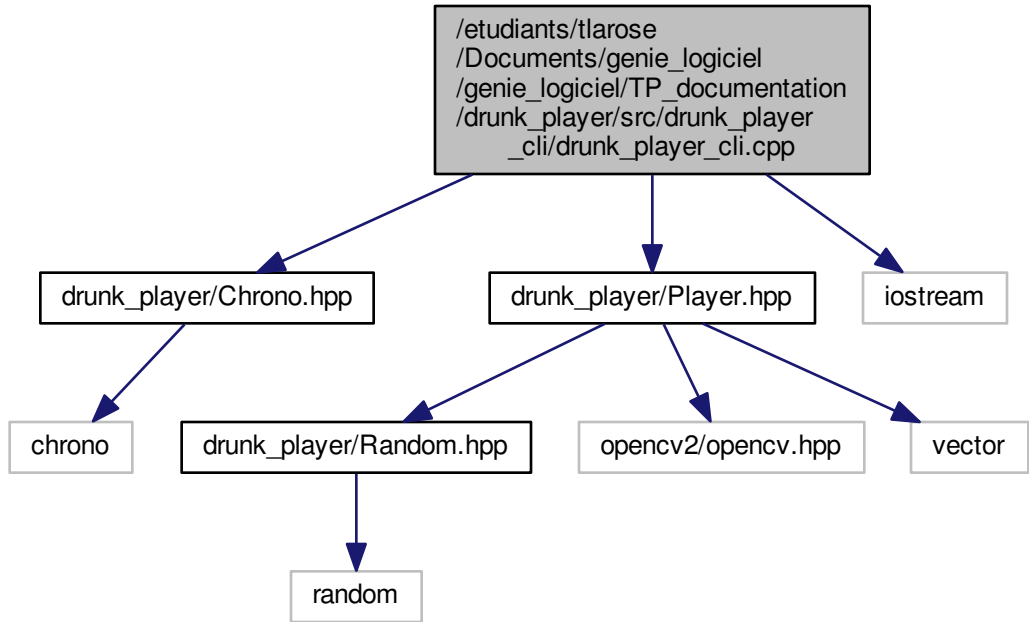 /etudiants/tlarose
/Documents/genie_logiciel
/genie_logiciel/TP_documentation
/drunk_player/src/drunk_player
_cli/drunk_player_cli.cpp
drunk_player/Chrono.hpp
drunk_player/Player.hpp
iostream
chrono
drunk_player/Random.hpp
opencv2/opencv.hpp
vector
random